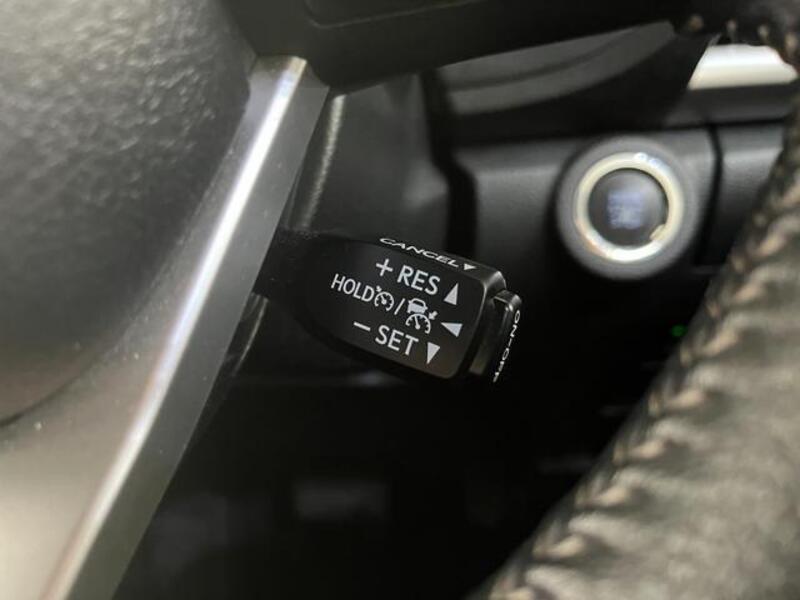 CANCEL▼
+ RES ▲
HOLD /
− SET ▼
ON-OFF